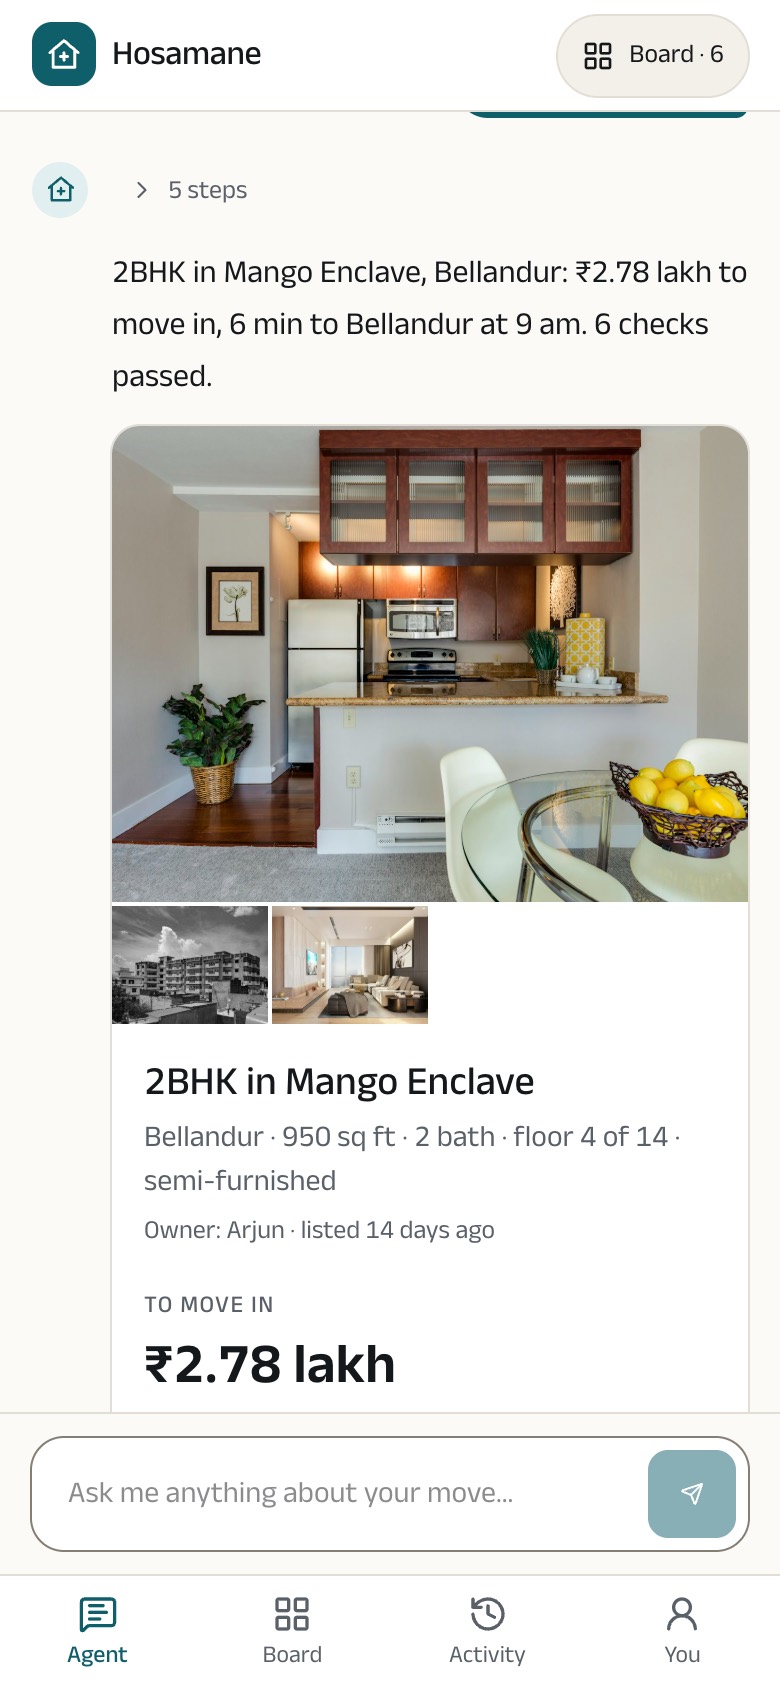 Hosamane
Board · 6
5 steps
2BHK in Mango Enclave, Bellandur: ₹2.78 lakh to
move in, 6 min to Bellandur at 9 am. 6 checks
passed.
2BHK in Mango Enclave
Bellandur · 950 sq ft · 2 bath · floor 4 of 14 ·
semi-furnished
Owner: Arjun · listed 14 days ago
TO MOVE IN
₹2.78 lakh
Ask me anything about your move...
Agent
Board
Activity
You